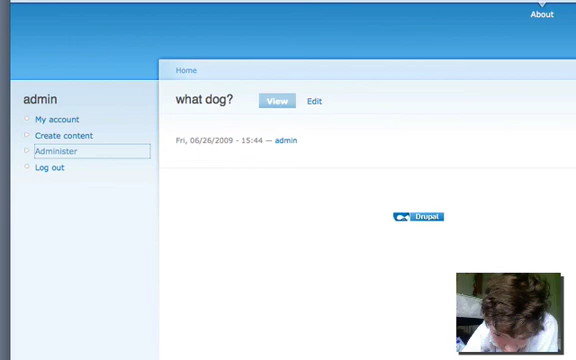 About
Home
admin
what dog?
View
Edit
My account
Create content
Administer
Log out
Fri, 06/26/2009 - 15:44 — admin
Drupal